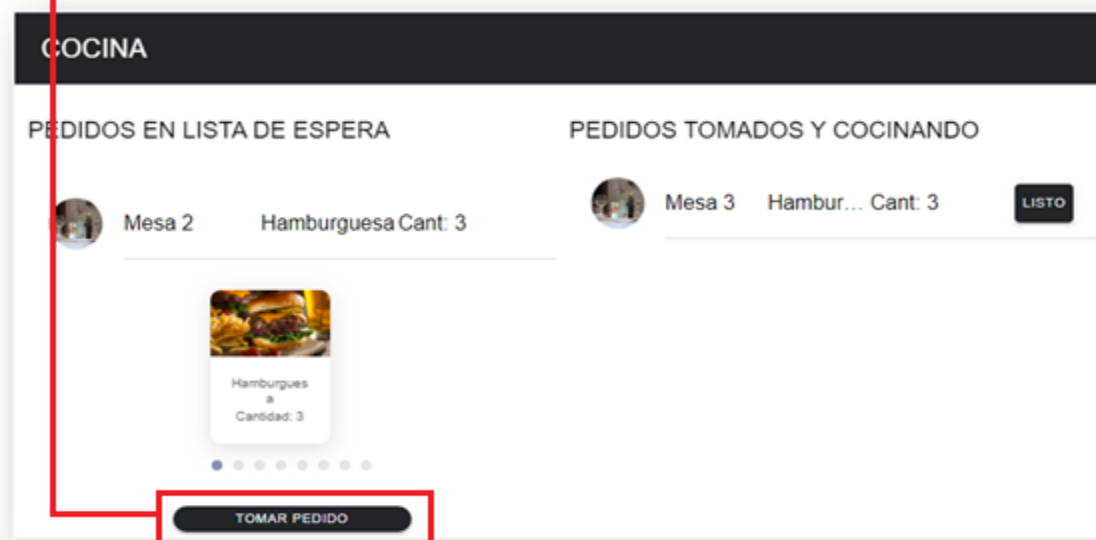 COCINA
PEDIDOS EN LISTA DE ESPERA
Mesa 2 Hamburguesa Cant: 3
Hamburgues
a
Cantidad: 3
TOMAR PEDIDO
PEDIDOS TOMADOS Y COCINANDO
Mesa 3 Hambur... Cant: 3 LISTO